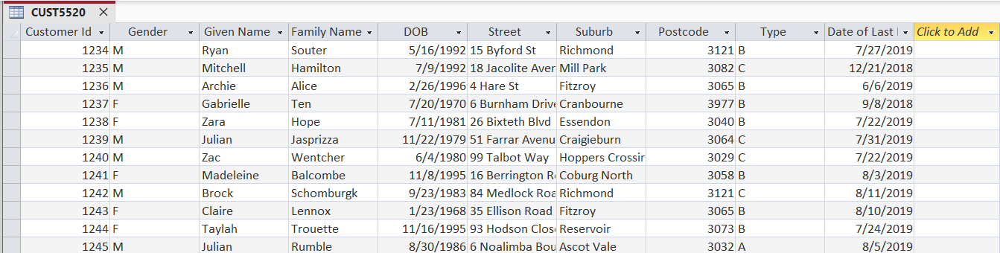 CUST5520
Customer Id Gender Given Name Family Name DOB Street Suburb Postcode Type Date of Last Click to Add
1234 M Ryan Souter 5/16/1992 15 Byford St Richmond 3121 B 7/27/2019
1235 M Mitchell Hamilton 7/9/1992 18 Jacolite Aver Mill Park 3082 C 12/21/2018
1236 M Archie Alice 2/26/1996 4 Hare St Fitzroy 3065 B 6/6/2019
1237 F Gabrielle Ten 7/20/1970 6 Burnham Drive Cranbourne 3977 B 9/8/2018
1238 F Zara Hope 7/11/1981 26 Bixteth Blvd Essendon 3040 B 7/22/2019
1239 M Julian Jasprizza 11/22/1979 51 Farrar Avenu Craigieburn 3064 C 7/31/2019
1240 M Zac Wentcher 6/4/1980 99 Talbot Way Hoppers Crossin 3029 C 7/22/2019
1241 F Madeleine Balcombe 11/8/1995 16 Berrington Ro Coburg North 3058 B 8/3/2019
1242 M Brock Schomburgk 9/23/1983 84 Medlock Roa Richmond 3121 C 8/11/2019
1243 F Claire Lennox 1/23/1968 35 Ellison Road Fitzroy 3065 B 8/10/2019
1244 F Taylah Trouette 11/16/1995 93 Hodson Clos Reservoir 3073 B 7/24/2019
1245 M Julian Rumble 8/30/1986 6 Noalimba Bou Ascot Vale 3032 A 8/5/2019